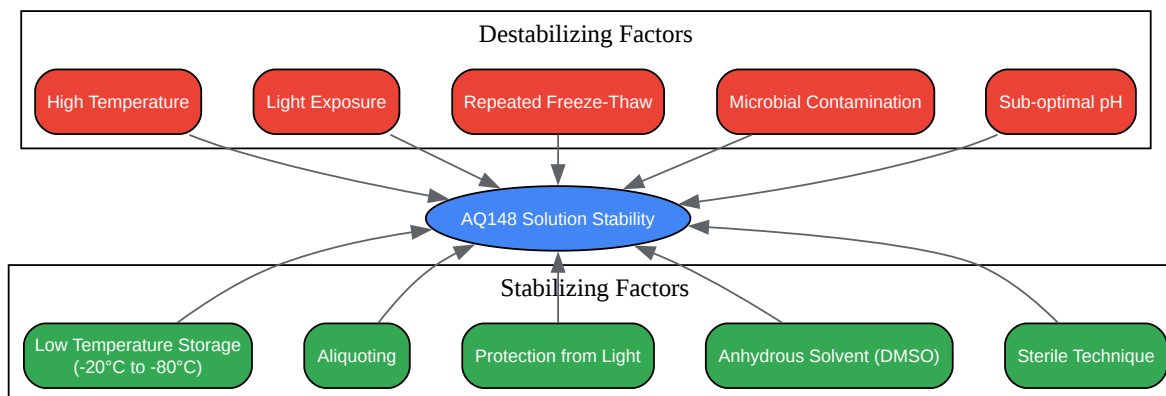 Destabilizing Factors
High Temperature
Light Exposure
Repeated Freeze-Thaw
Microbial Contamination
Sub-optimal pH
AQ148 Solution Stability
Stabilizing Factors
Low Temperature Storage
(-20°C to -80°C)
Aliquoting
Protection from Light
Anhydrous Solvent (DMSO)
Sterile Technique